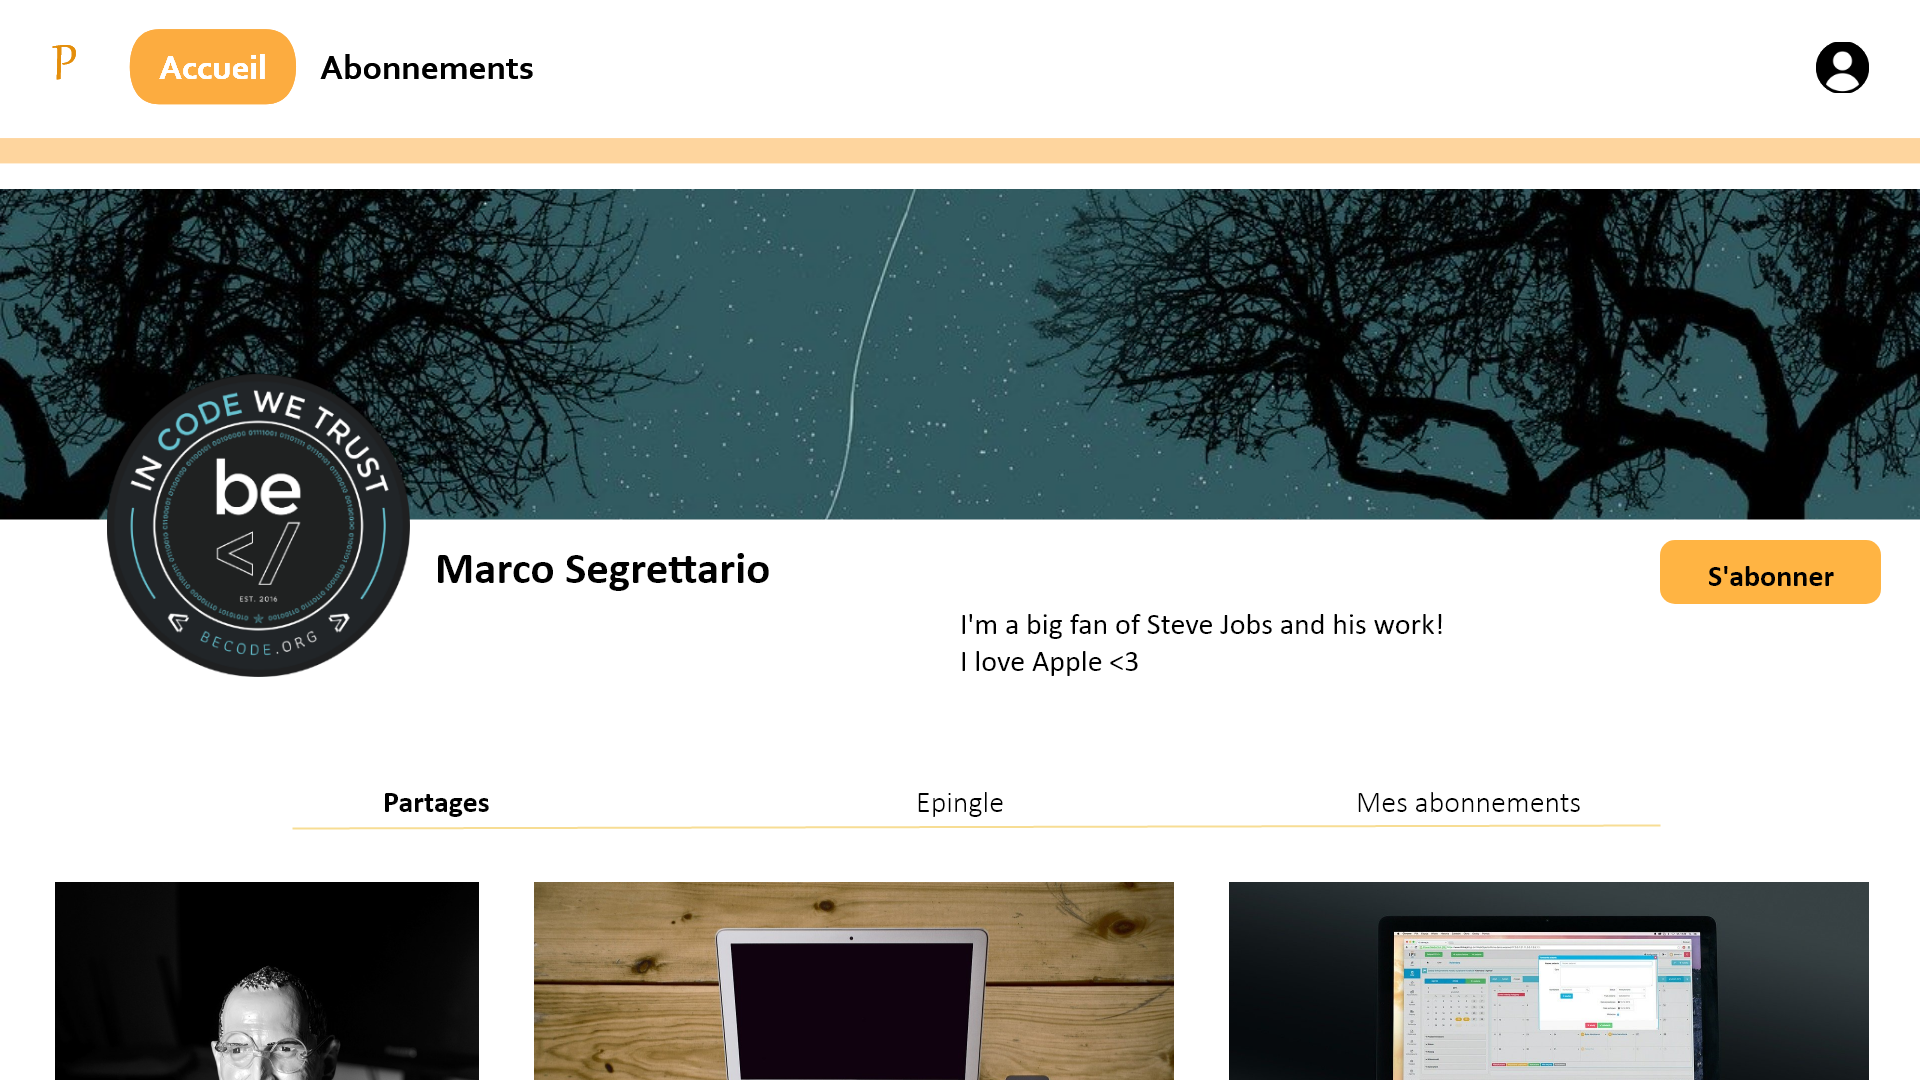 P
Accueil
Abonnements
IN CODE WE TRUST
be
</
EST. 2016
BECODE.ORG
Marco Segrettario
S'abonner
I'm a big fan of Steve Jobs and his work!
I love Apple <3
Partages
Epingle
Mes abonnements